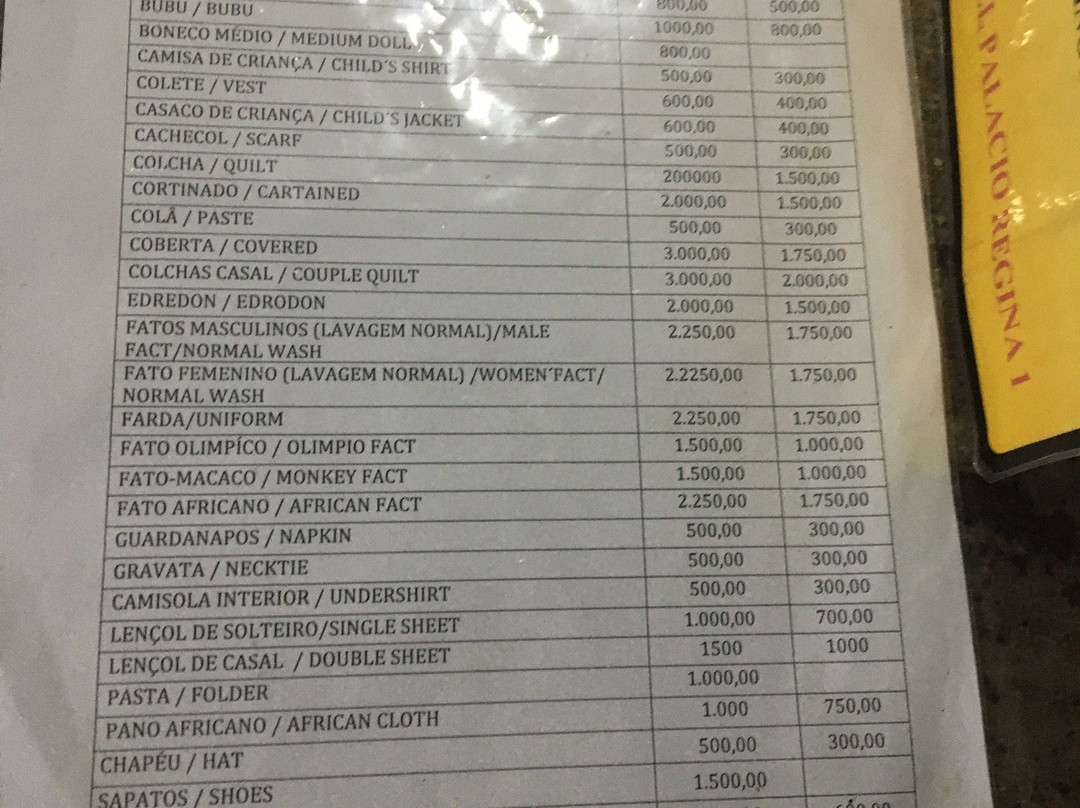 800,00 500,00
BUBU / BUBU 1000,00 800,00
BONECO MÉDIO / MEDIUM DOLL 800,00
CAMISA DE CRIANÇA / CHILD´S SHIRT 500,00 300,00
COLETE / VEST 600,00 400,00
CASACO DE CRIANÇA / CHILD´S JACKET 600,00 400,00
CACHECOL / SCARF 500,00 300,00
COLCHA / QUILT 200000 1.500,00
CORTINADO / CARTAINED 2.000,00 1.500,00
COLÃ / PASTE 500,00 300,00
COBERTA / COVERED 3.000,00 1.750,00
COLCHAS CASAL / COUPLE QUILT 3.000,00 2.000,00
EDREDON / EDRODON 2.000,00 1.500,00
FATOS MASCULINOS (LAVAGEM NORMAL)/MALE 2.250,00 1.750,00
FACT/NORMAL WASH
FATO FEMENINO (LAVAGEM NORMAL) /WOMEN´FACT/ 2.2250,00 1.750,00
NORMAL WASH
FARDA/UNIFORM 2.250,00 1.750,00
FATO OLIMPÍCO / OLIMPIO FACT 1.500,00 1.000,00
FATO-MACACO / MONKEY FACT 1.500,00 1.000,00
FATO AFRICANO / AFRICAN FACT 2.250,00 1.750,00
GUARDANAPOS / NAPKIN 500,00 300,00
GRAVATA / NECKTIE 500,00 300,00
CAMISOLA INTERIOR / UNDERSHIRT 500,00 300,00
LENÇOL DE SOLTEIRO/SINGLE SHEET 1.000,00 700,00
LENÇOL DE CASAL / DOUBLE SHEET 1500 1000
PASTA / FOLDER 1.000,00
PANO AFRICANO / AFRICAN CLOTH 1.000 750,00
CHAPÉU / HAT 500,00 300,00
SAPATOS / SHOES 1.500,00
PALACIO REGINA 1